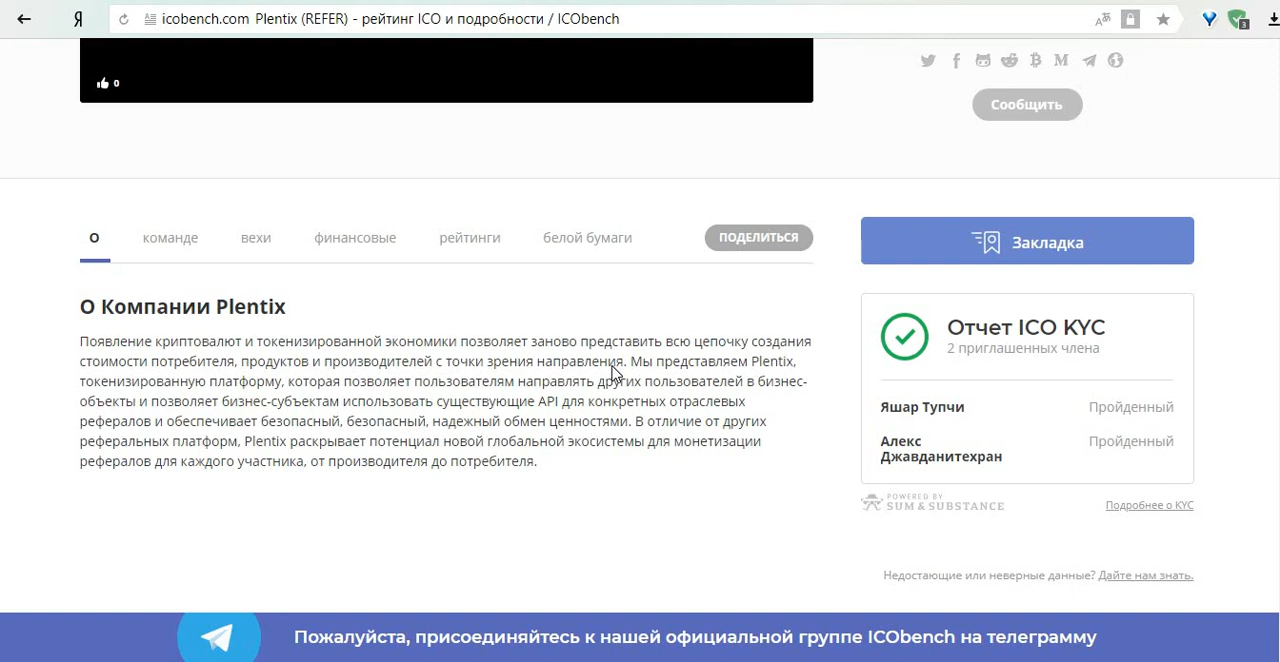 Я
icobench.com Plentix (REFER) - рейтинг ICO и подробности / ICObench
3
0
Сообщить
О команде вехи финансовые рейтинги белой бумаги ПОДЕЛИТЬСЯ
Закладка
О Компании Plentix
Появление криптовалют и токенизированной экономики позволяет заново представить всю цепочку создания
стоимости потребителя, продуктов и производителей с точки зрения направления. Мы представляем Plentix,
токенизированную платформу, которая позволяет пользователям направлять других пользователей в бизнес-
объекты и позволяет бизнес-субъектам использовать существующие API для конкретных отраслевых
рефералов и обеспечивает безопасный, безопасный, надежный обмен ценностями. В отличие от других
реферальных платформ, Plentix раскрывает потенциал новой глобальной экосистемы для монетизации
рефералов для каждого участника, от производителя до потребителя.
Отчет ICO KYC
2 приглашенных члена
Яшар Тупчи Пройденный
Алекс Пройденный
Джавданитехран
POWERED BY
SUM & SUBSTANCE
Подробнее о KYC
Недостающие или неверные данные? Дайте нам знать.
Пожалуйста, присоединяйтесь к нашей официальной группе ICObench на телеграмму